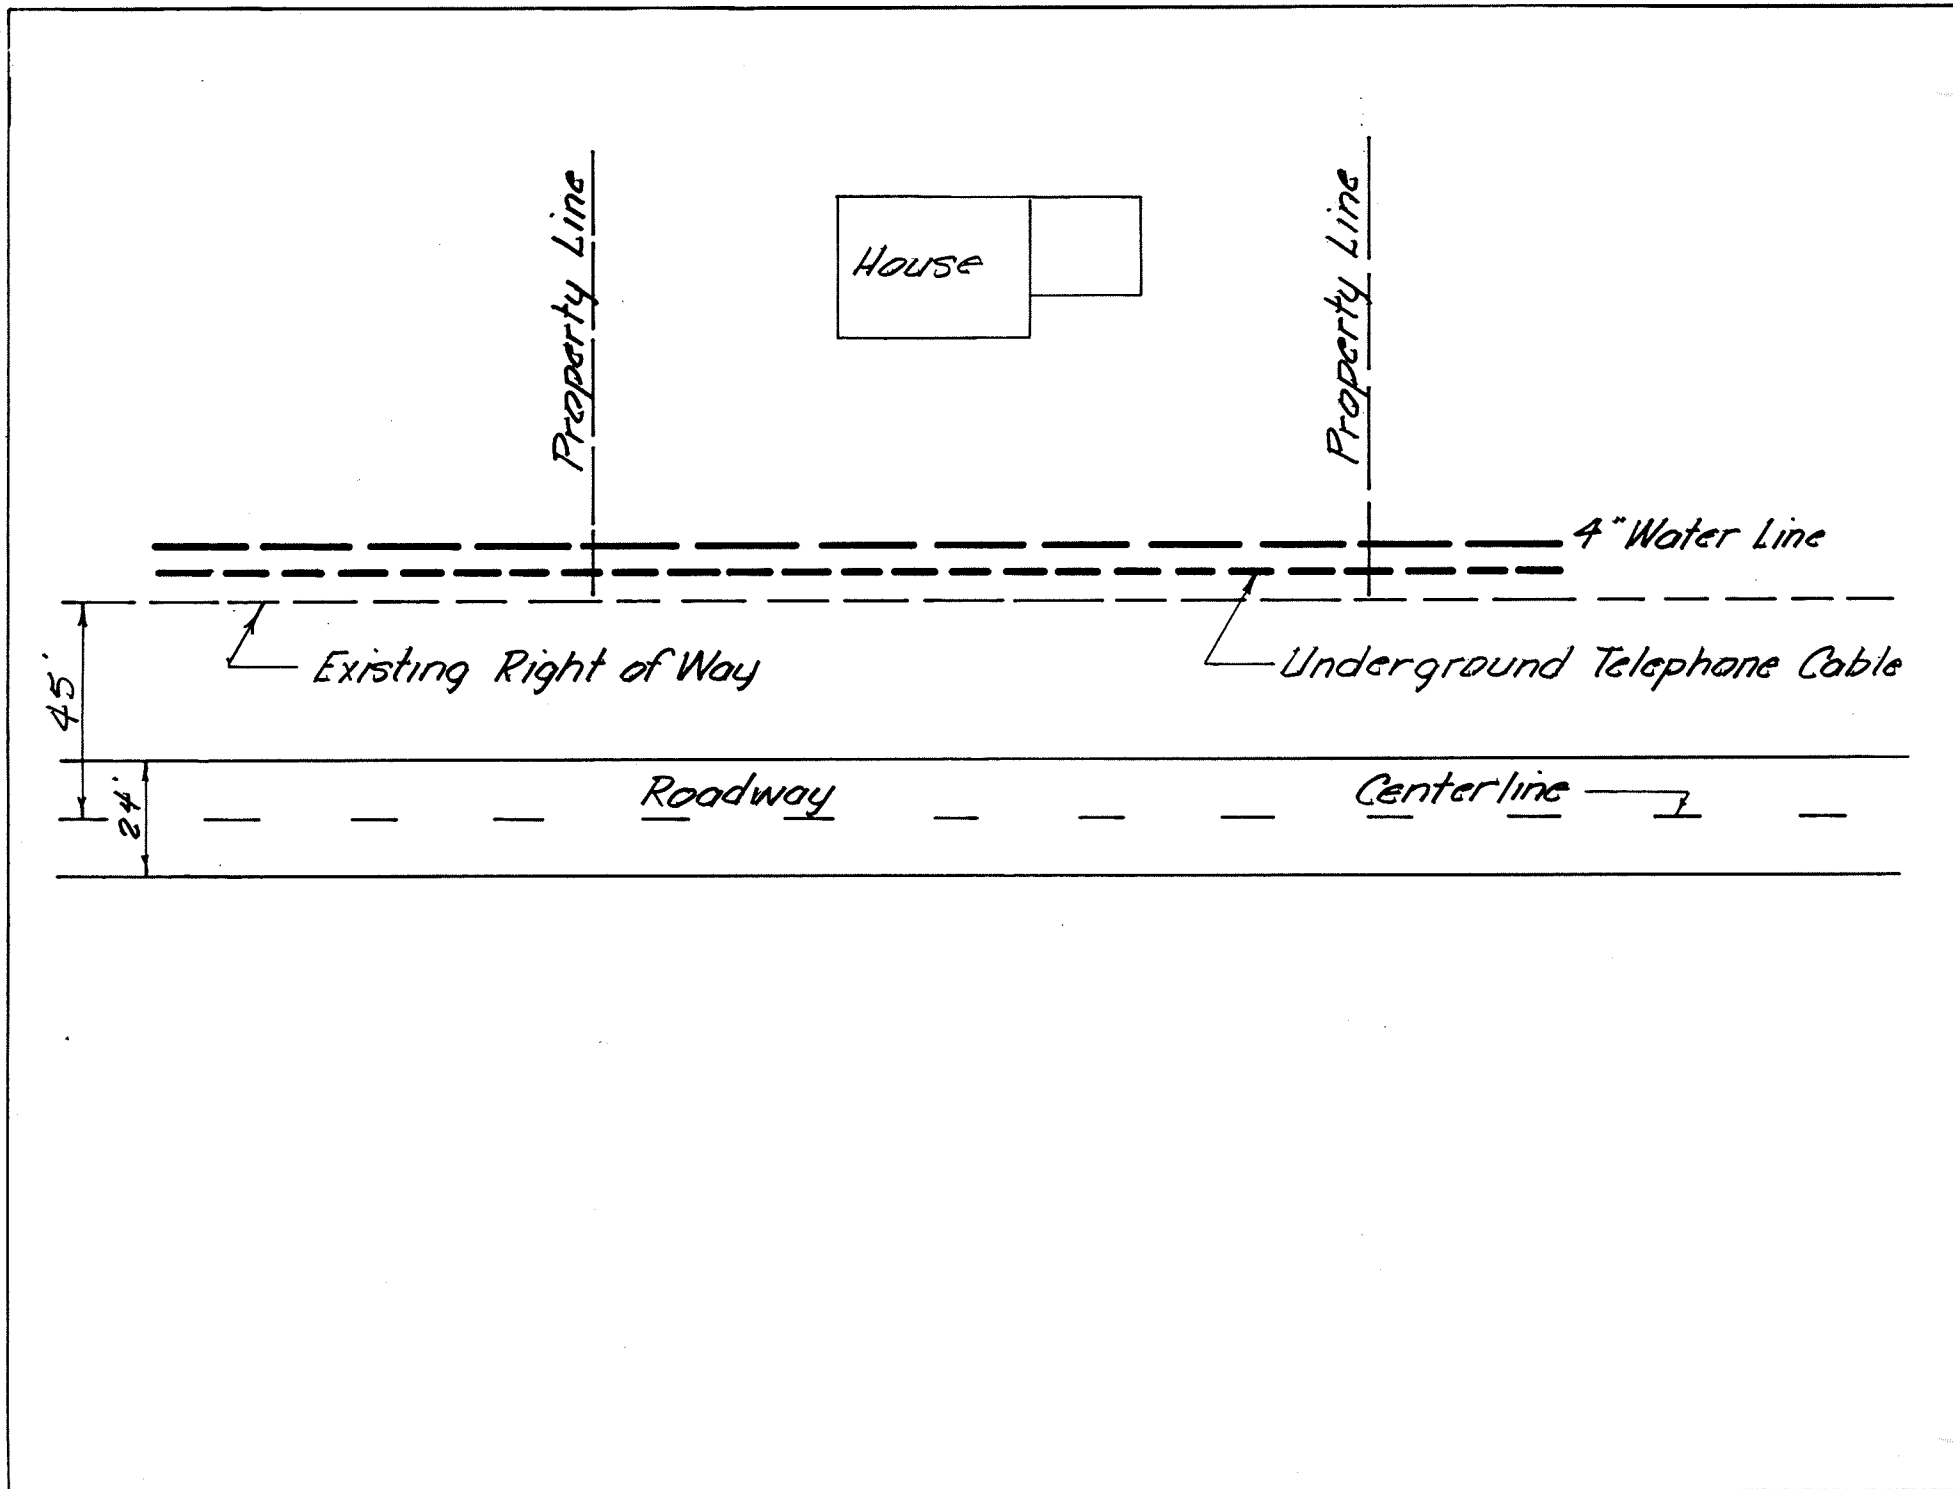 Property Line
House
Property Line
4" Water Line
Existing Right of Way
Underground Telephone Cable
45'
24'
Roadway
Centerline